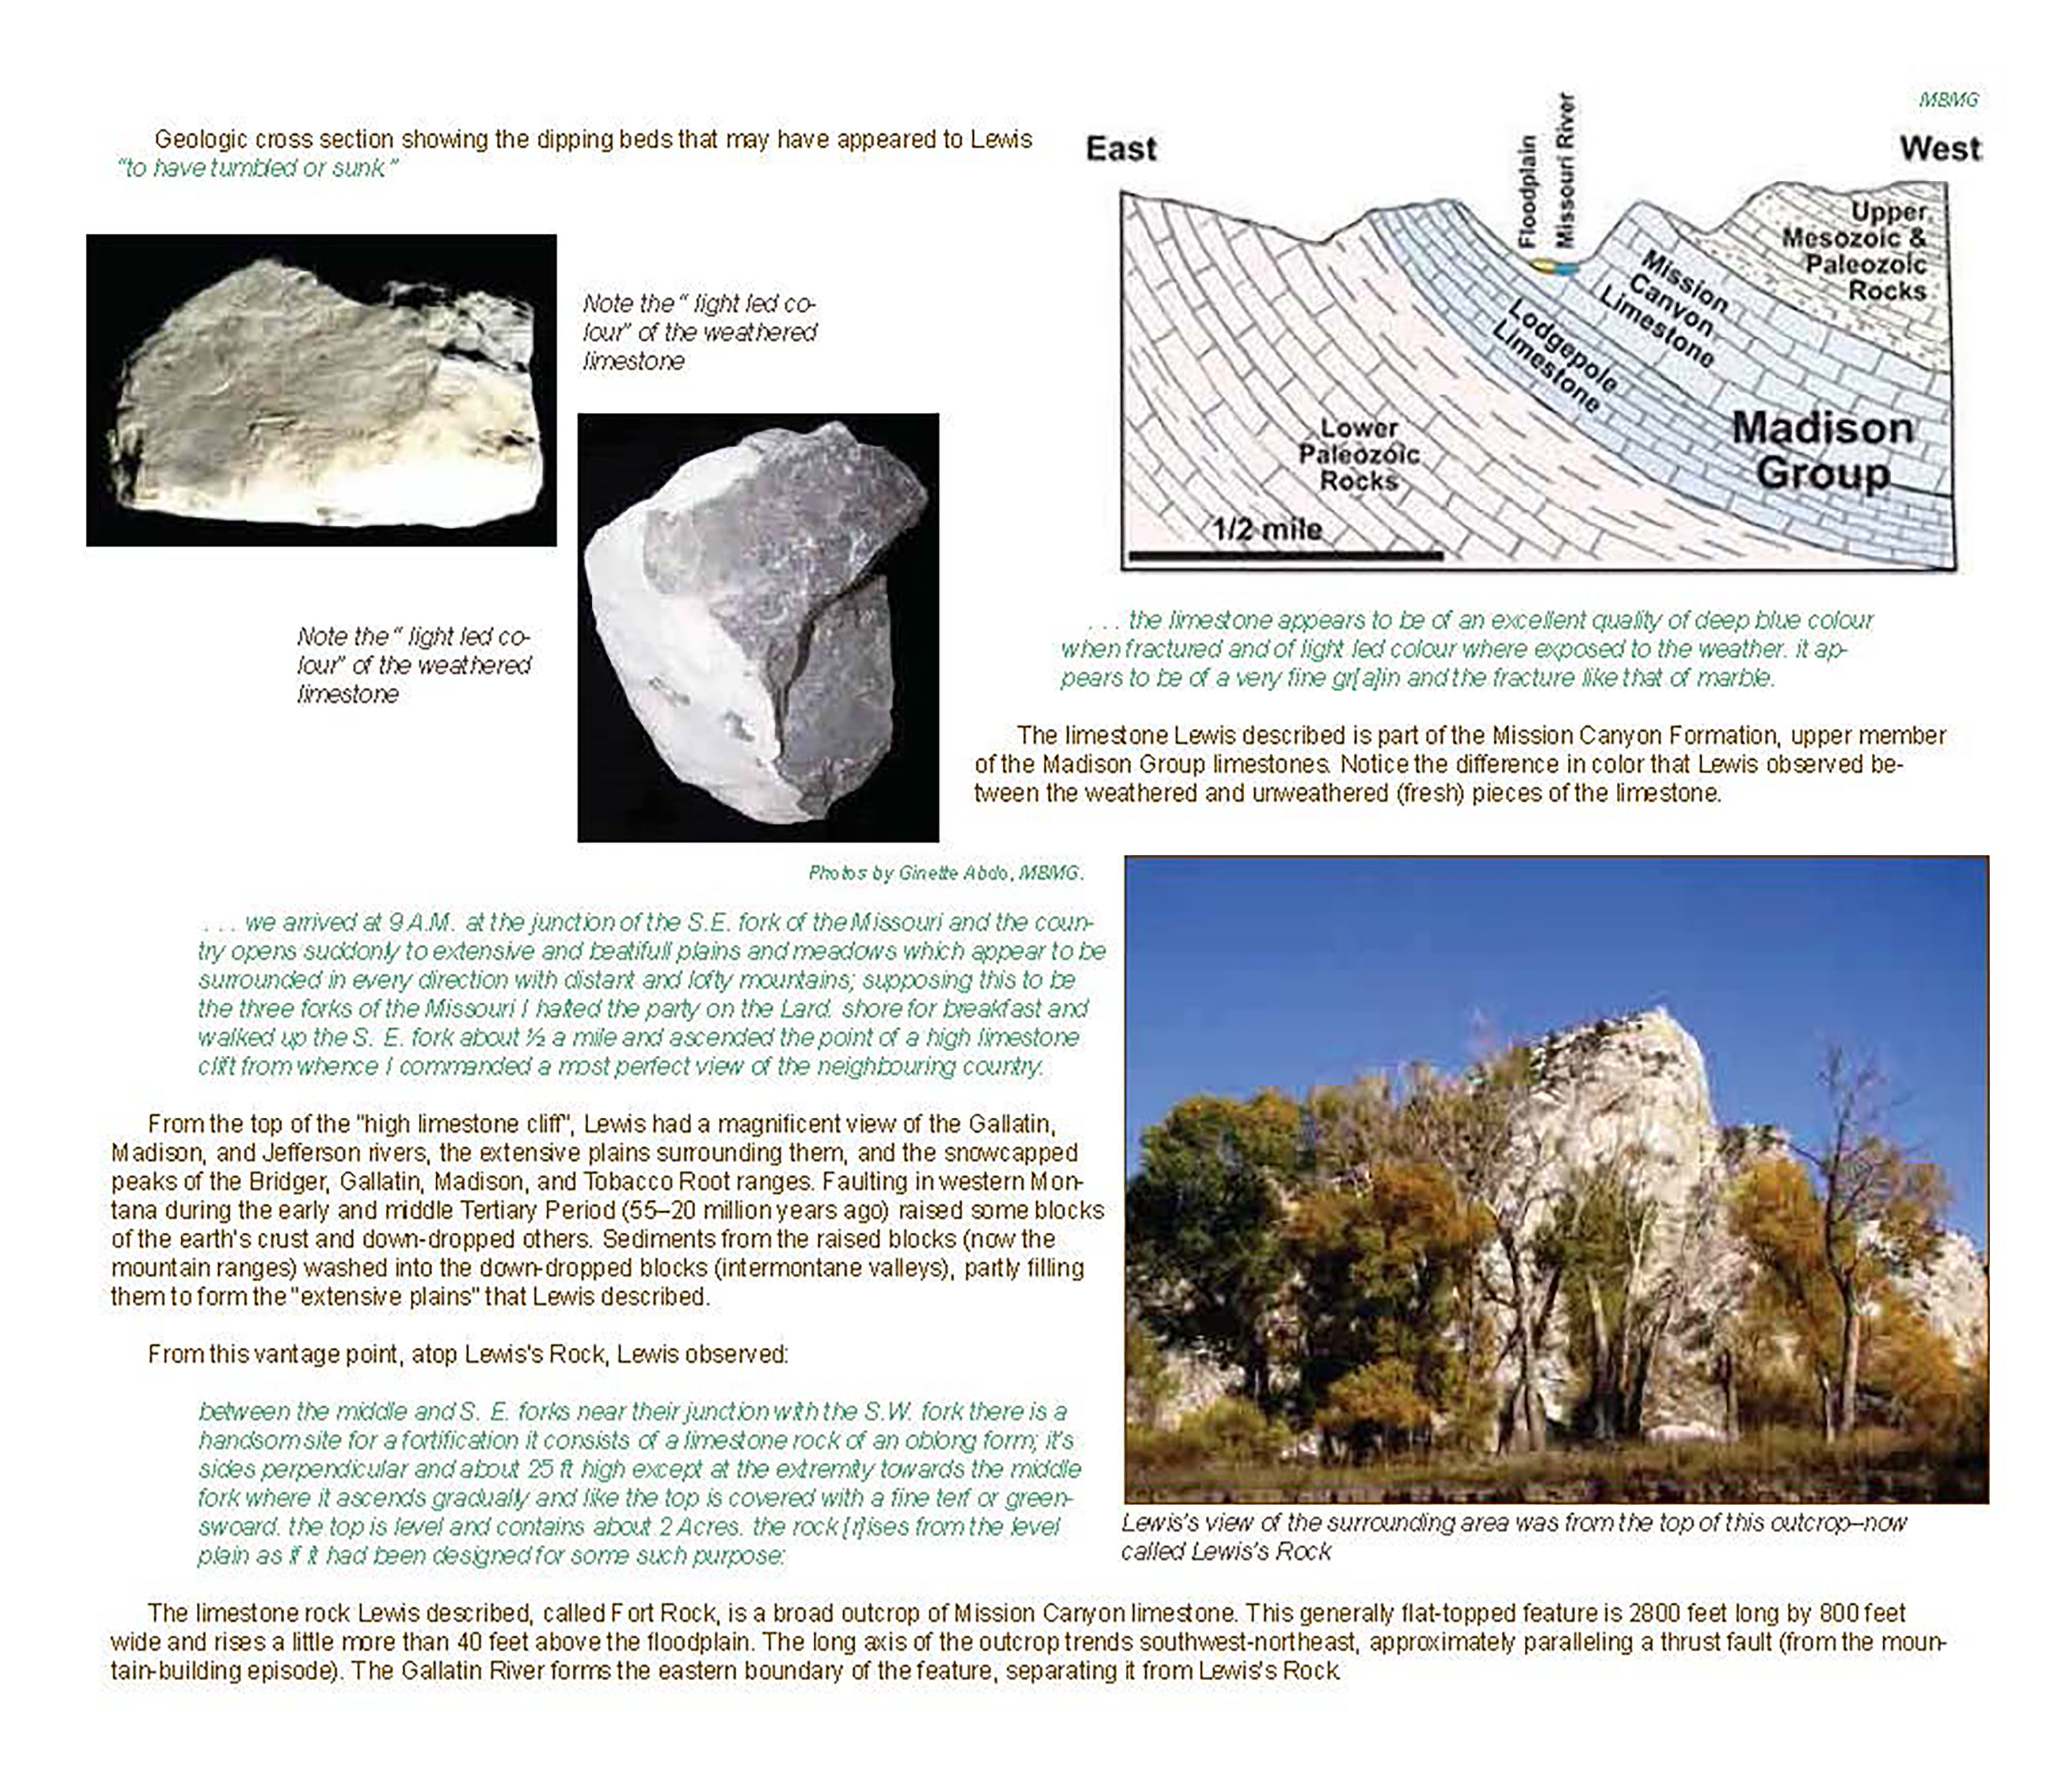 Geologic cross section showing the dipping beds that may have appeared to Lewis
"to have tumbled or sunk."
Note the " light led co-
lour" of the weathered
limestone
Note the " light led co-
lour" of the weathered
limestone
MBMG
East
Floodplain
Missouri River
West
Upper
Mesozoic &
Paleozoic
Rocks
Mission
Canyon
Limestone
Lodgepole
Limestone
Madison
Group
Lower
Paleozoic
Rocks
1/2 mile
. . . the limestone appears to be of an excellent quality of deep blue colour
when fractured and of light led colour where exposed to the weather. it ap-
pears to be of a very fine gr[a]in and the fracture like that of marble.
The limestone Lewis described is part of the Mission Canyon Formation, upper member
of the Madison Group limestones. Notice the difference in color that Lewis observed be-
tween the weathered and unweathered (fresh) pieces of the limestone.
Photos by Ginette Abdo, MBMG.
. . . we arrived at 9 A.M. at the junction of the S.E. fork of the Missouri and the coun-
try opens suddonly to extensive and beatifull plains and meadows which appear to be
surrounded in every direction with distant and lofty mountains; supposing this to be
the three forks of the Missouri I halted the party on the Lard. shore for breakfast and
walked up the S. E. fork about ½ a mile and ascended the point of a high limestone
clift from whence I commanded a most perfect view of the neighbouring country.
From the top of the "high limestone cliff", Lewis had a magnificent view of the Gallatin,
Madison, and Jefferson rivers, the extensive plains surrounding them, and the snowcapped
peaks of the Bridger, Gallatin, Madison, and Tobacco Root ranges. Faulting in western Mon-
tana during the early and middle Tertiary Period (55–20 million years ago) raised some blocks
of the earth's crust and down-dropped others. Sediments from the raised blocks (now the
mountain ranges) washed into the down-dropped blocks (intermontane valleys), partly filling
them to form the "extensive plains" that Lewis described.
From this vantage point, atop Lewis's Rock, Lewis observed:
between the middle and S. E. forks near their junction with the S.W. fork there is a
handsom site for a fortification it consists of a limestone rock of an oblong form; it's
sides perpendicular and about 25 ft high except at the extremity towards the middle
fork where it ascends gradually and like the top is covered with a fine terf or green-
swoard. the top is level and contains about 2 Acres. the rock [r]ises from the level
plain as if it had been designed for some such purpose:
Lewis's view of the surrounding area was from the top of this outcrop–now
called Lewis's Rock
The limestone rock Lewis described, called Fort Rock, is a broad outcrop of Mission Canyon limestone. This generally flat-topped feature is 2800 feet long by 800 feet
wide and rises a little more than 40 feet above the floodplain. The long axis of the outcrop trends southwest-northeast, approximately paralleling a thrust fault (from the moun-
tain-building episode). The Gallatin River forms the eastern boundary of the feature, separating it from Lewis's Rock.